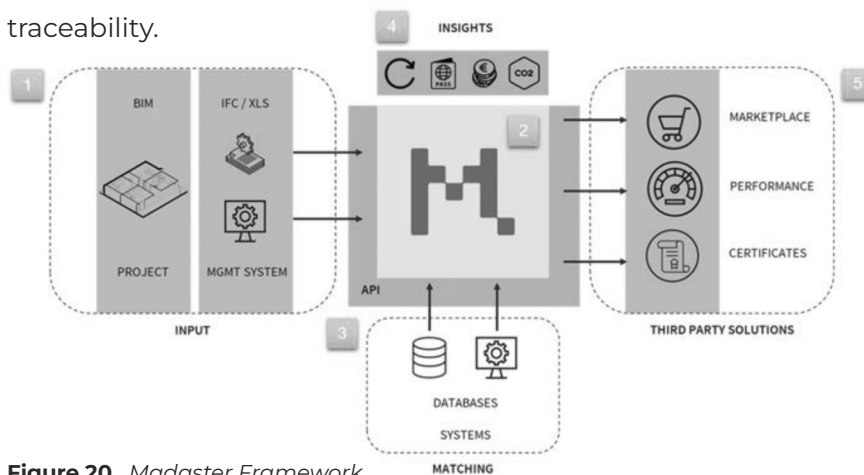 traceability.
4
INSIGHTS
PASS
€
CO2
1
5
BIM
IFC / XLS
2
MARKETPLACE
PERFORMANCE
CERTIFICATES
PROJECT
MGMT SYSTEM
API
INPUT
3
THIRD PARTY SOLUTIONS
DATABASES
SYSTEMS
MATCHING
Figure 20. Madaster Framework